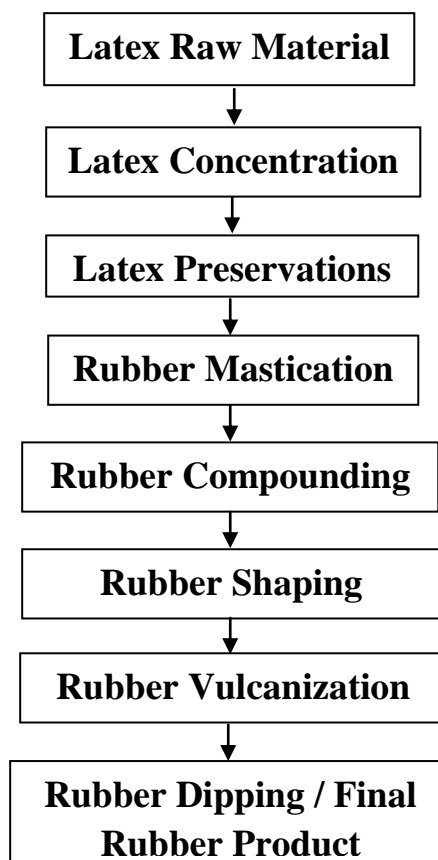 Latex Raw Material
Latex Concentration
Latex Preservations
Rubber Mastication
Rubber Compounding
Rubber Shaping
Rubber Vulcanization
Rubber Dipping / Final
Rubber Product